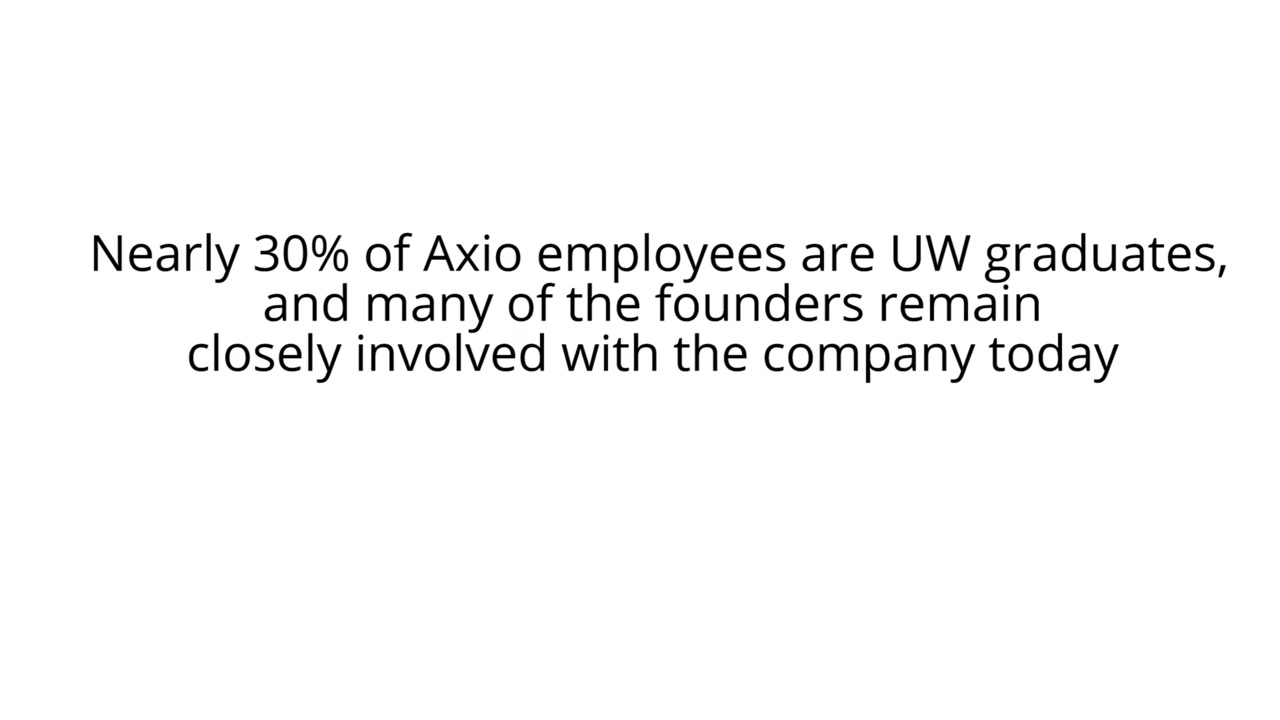 Nearly 30% of Axio employees are UW graduates,
and many of the founders remain
closely involved with the company today